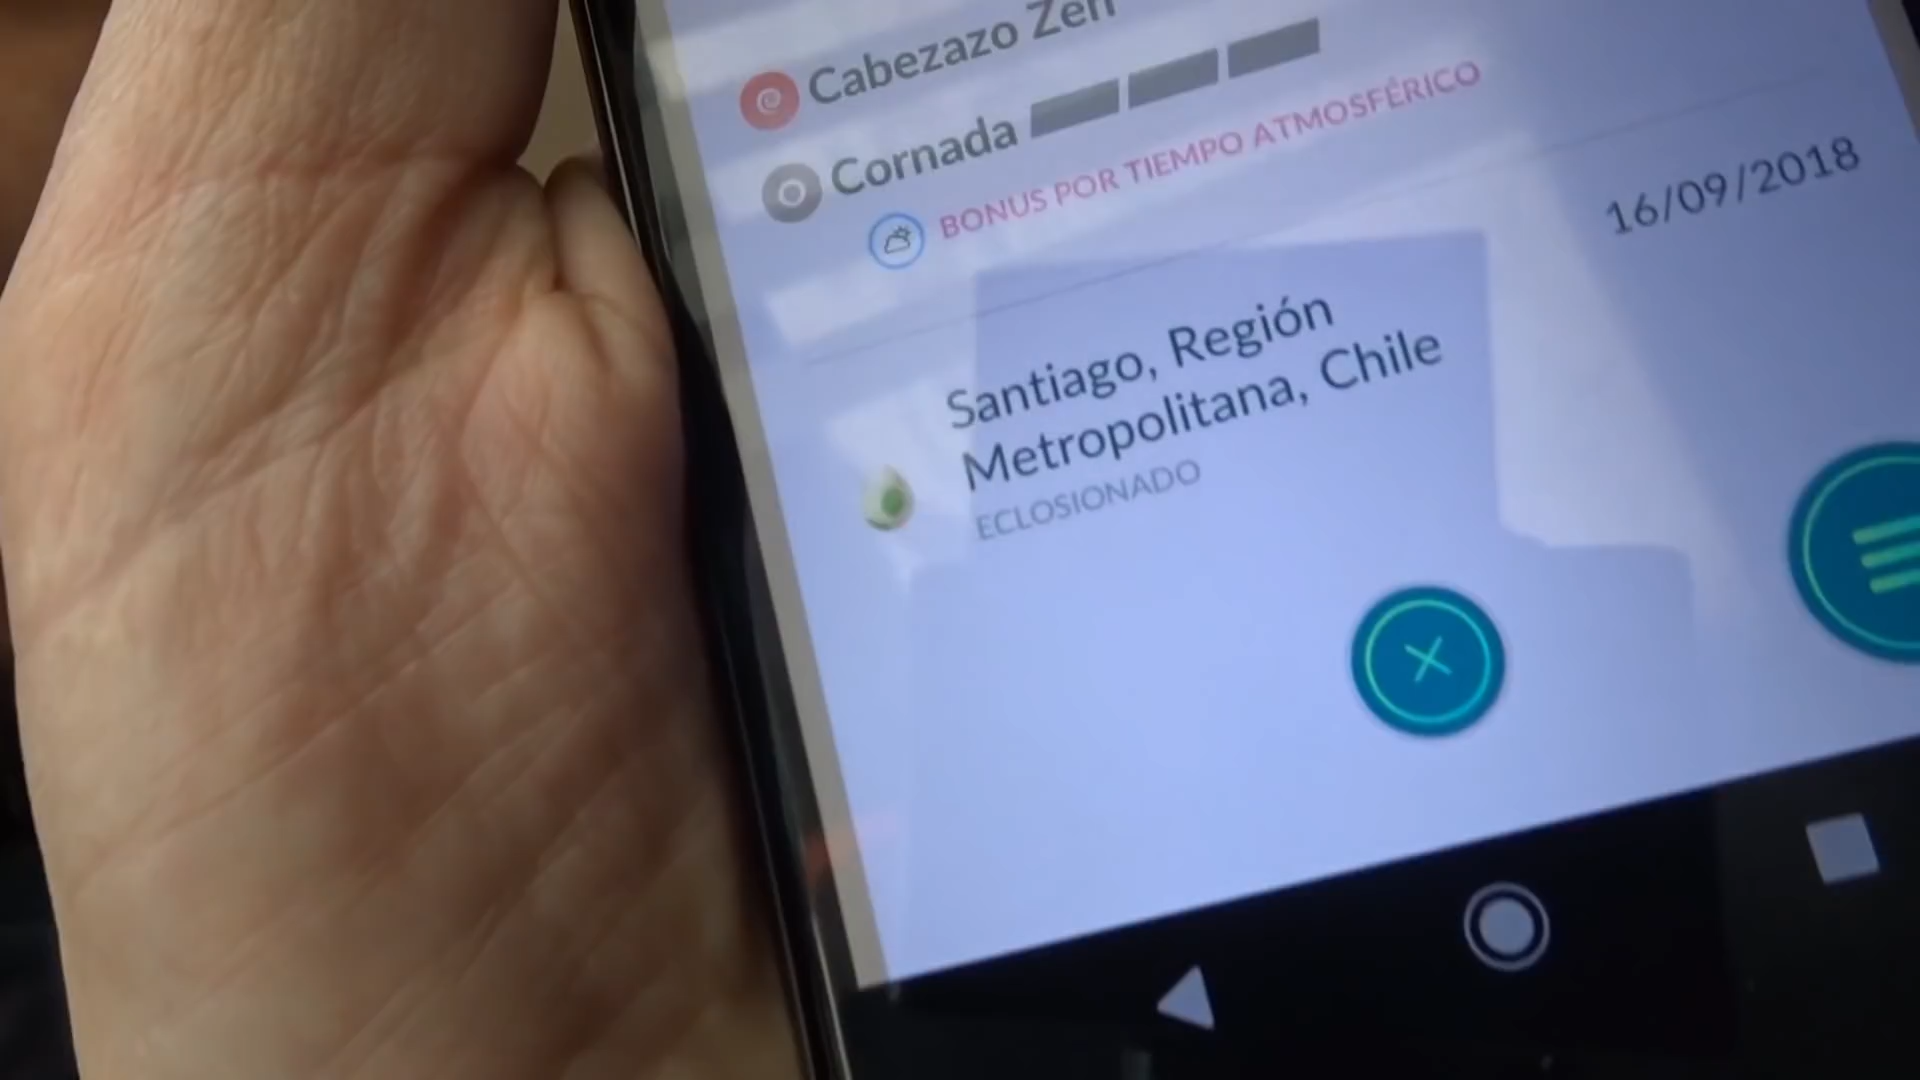 Cabezazo Zen
Cornada
BONUS POR TIEMPO ATMOSFÉRICO
16/09/2018
Santiago, Región
Metropolitana, Chile
ECLOSIONADO